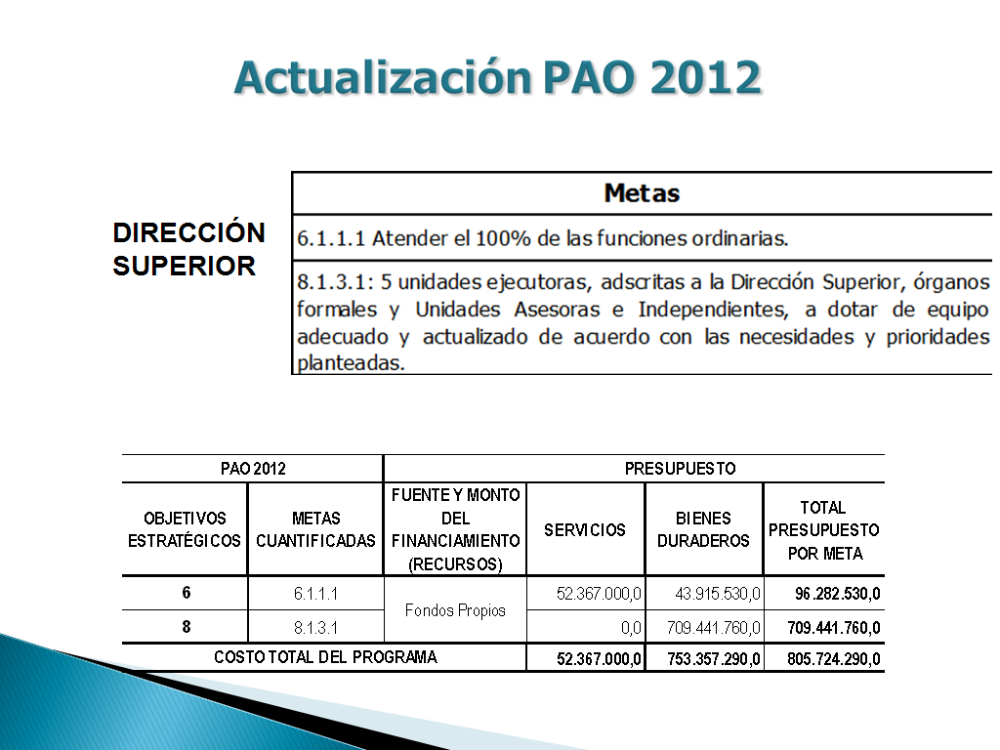 Actualización PAO 2012
DIRECCIÓN
SUPERIOR
Metas
6.1.1.1 Atender el 100% de las funciones ordinarias.
8.1.3.1: 5 unidades ejecutoras, adscritas a la Dirección Superior, órganos
formales y Unidades Asesoras e Independientes, a dotar de equipo
adecuado y actualizado de acuerdo con las necesidades y prioridades
planteadas.
PAO 2012 PRESUPUESTO
OBJETIVOS
ESTRATÉGICOS
METAS
CUANTIFICADAS
FUENTE Y MONTO
DEL
FINANCIAMIENTO
(RECURSOS)
SERVICIOS
BIENES
DURADEROS
TOTAL
PRESUPUESTO
POR META
6 6.1.1.1 Fondos Propios 52.367.000,0 43.915.530,0 96.282.530,0
8 8.1.3.1 0,0 709.441.760,0 709.441.760,0
COSTO TOTAL DEL PROGRAMA 52.367.000,0 753.357.290,0 805.724.290,0